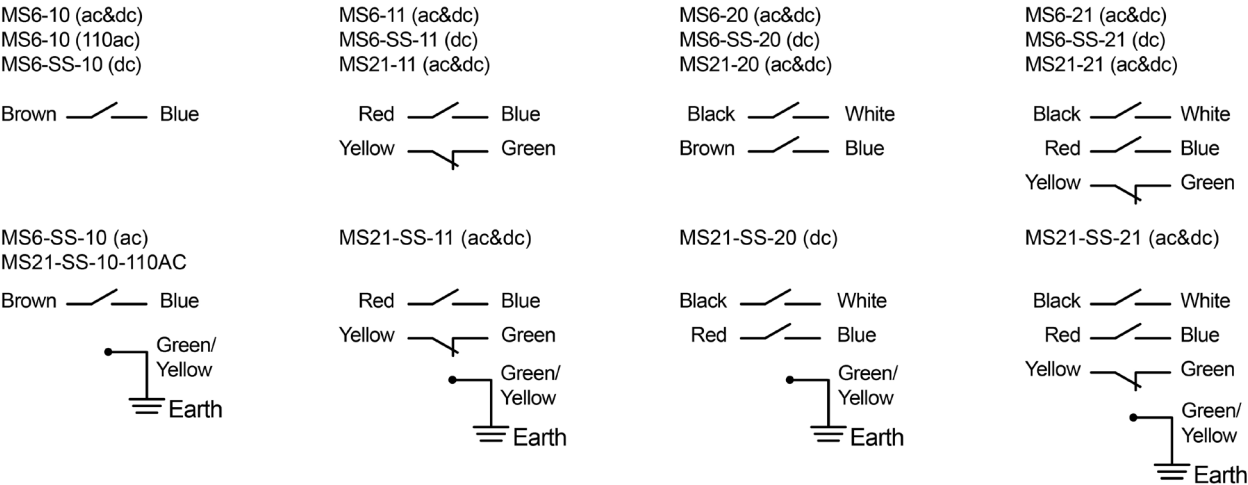 MS6-10 (ac&dc)
MS6-10 (110ac)
MS6-SS-10 (dc)
Brown Blue
MS6-11 (ac&dc)
MS6-SS-11 (dc)
MS21-11 (ac&dc)
Red Blue
Yellow Green
MS6-20 (ac&dc)
MS6-SS-20 (dc)
MS21-20 (ac&dc)
Black White
Brown Blue
MS6-21 (ac&dc)
MS6-SS-21 (dc)
MS21-21 (ac&dc)
Black White
Red Blue
Yellow Green
MS6-SS-10 (ac)
MS21-SS-10-110AC
Brown Blue
Green/
Yellow
Earth
MS21-SS-11 (ac&dc)
Red Blue
Yellow Green
Green/
Yellow
Earth
MS21-SS-20 (dc)
Black White
Red Blue
Green/
Yellow
Earth
MS21-SS-21 (ac&dc)
Black White
Red Blue
Yellow Green
Green/
Yellow
Earth